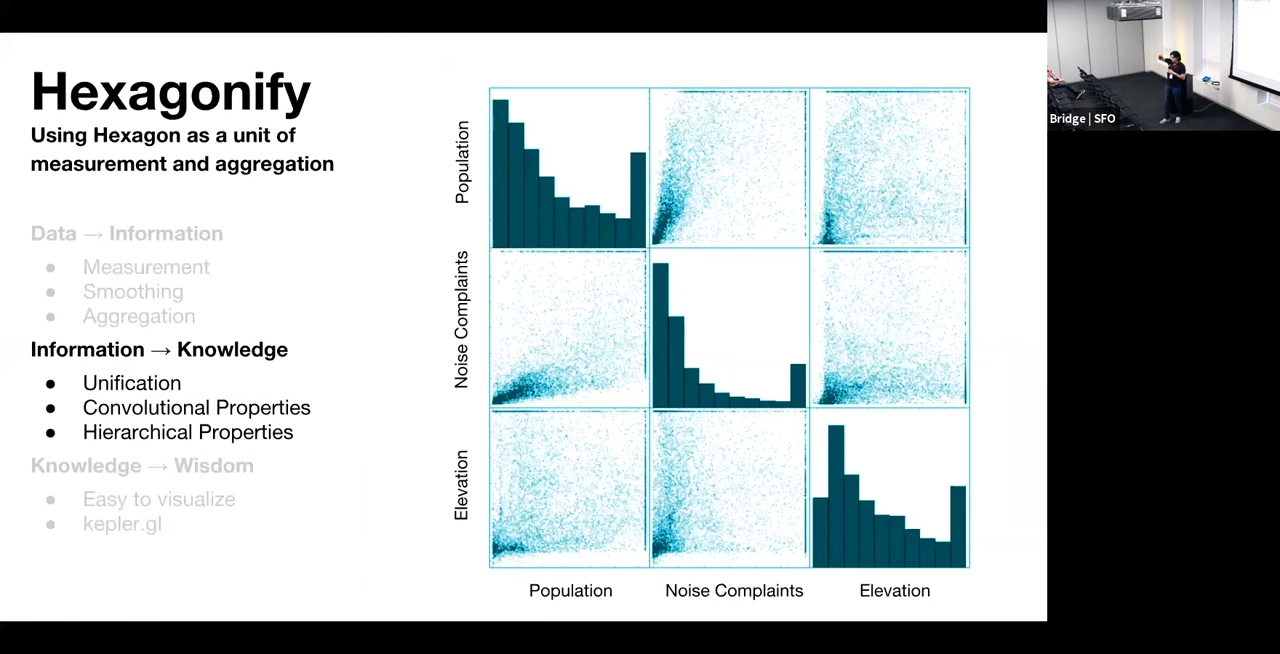 Hexagonify
Using Hexagon as a unit of
measurement and aggregation
Data → Information
● Measurement
● Smoothing
● Aggregation
Information → Knowledge
● Unification
● Convolutional Properties
● Hierarchical Properties
Knowledge → Wisdom
● Easy to visualize
● kepler.gl
Population
Noise Complaints
Elevation
Population
Noise Complaints
Elevation
Bridge | SFO